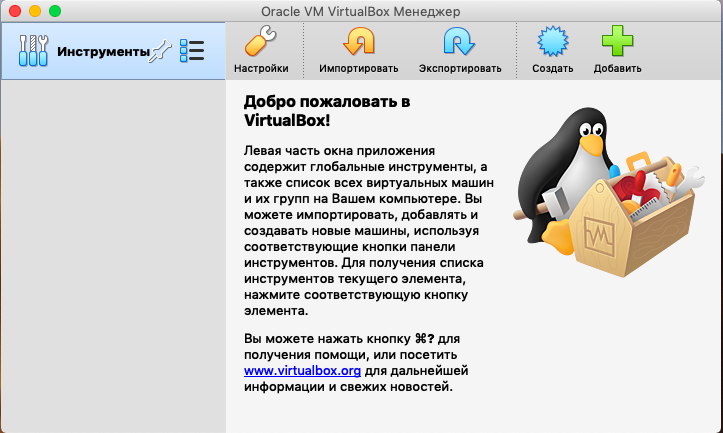 Oracle VM VirtualBox Менеджер
Инструменты
Настройки
Импортировать
Экспортировать
Создать
Добавить
Добро пожаловать в
VirtualBox!
Левая часть окна приложения
содержит глобальные инструменты, а
также список всех виртуальных машин
и их групп на Вашем компьютере. Вы
можете импортировать, добавлять и
создавать новые машины, используя
соответствующие кнопки панели
инструментов. Для получения списка
инструментов текущего элемента,
нажмите соответствующую кнопку
элемента.
Вы можете нажать кнопку ⌘? для
получения помощи, или посетить
www.virtualbox.org для дальнейшей
информации и свежих новостей.